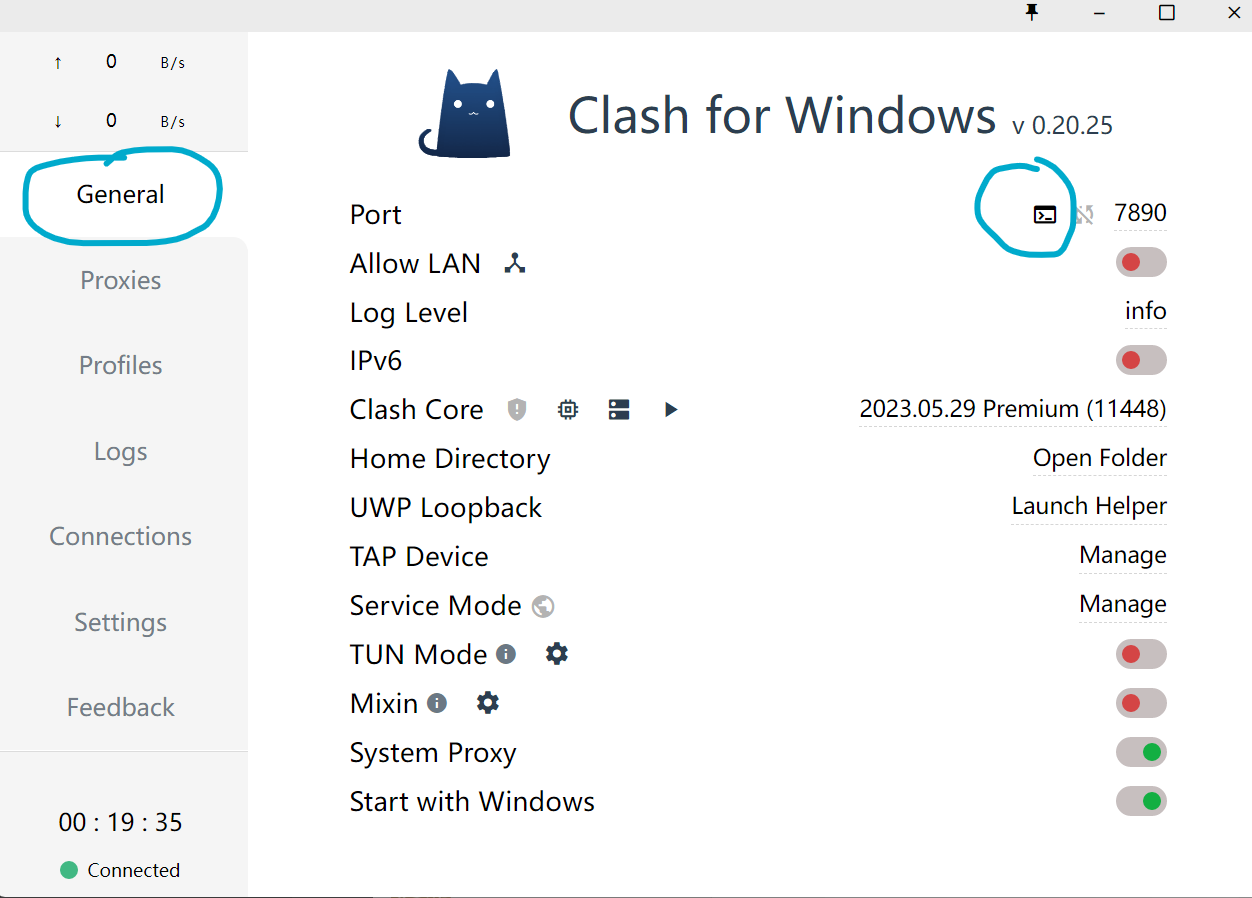 ↑ 0 B/s
↓ 0 B/s
General
Proxies
Profiles
Logs
Connections
Settings
Feedback
00 : 19 : 35
Connected
Clash for Windows v 0.20.25
Port 7890
Allow LAN
Log Level info
IPv6
Clash Core 2023.05.29 Premium (11448)
Home Directory Open Folder
UWP Loopback Launch Helper
TAP Device Manage
Service Mode Manage
TUN Mode
Mixin
System Proxy
Start with Windows